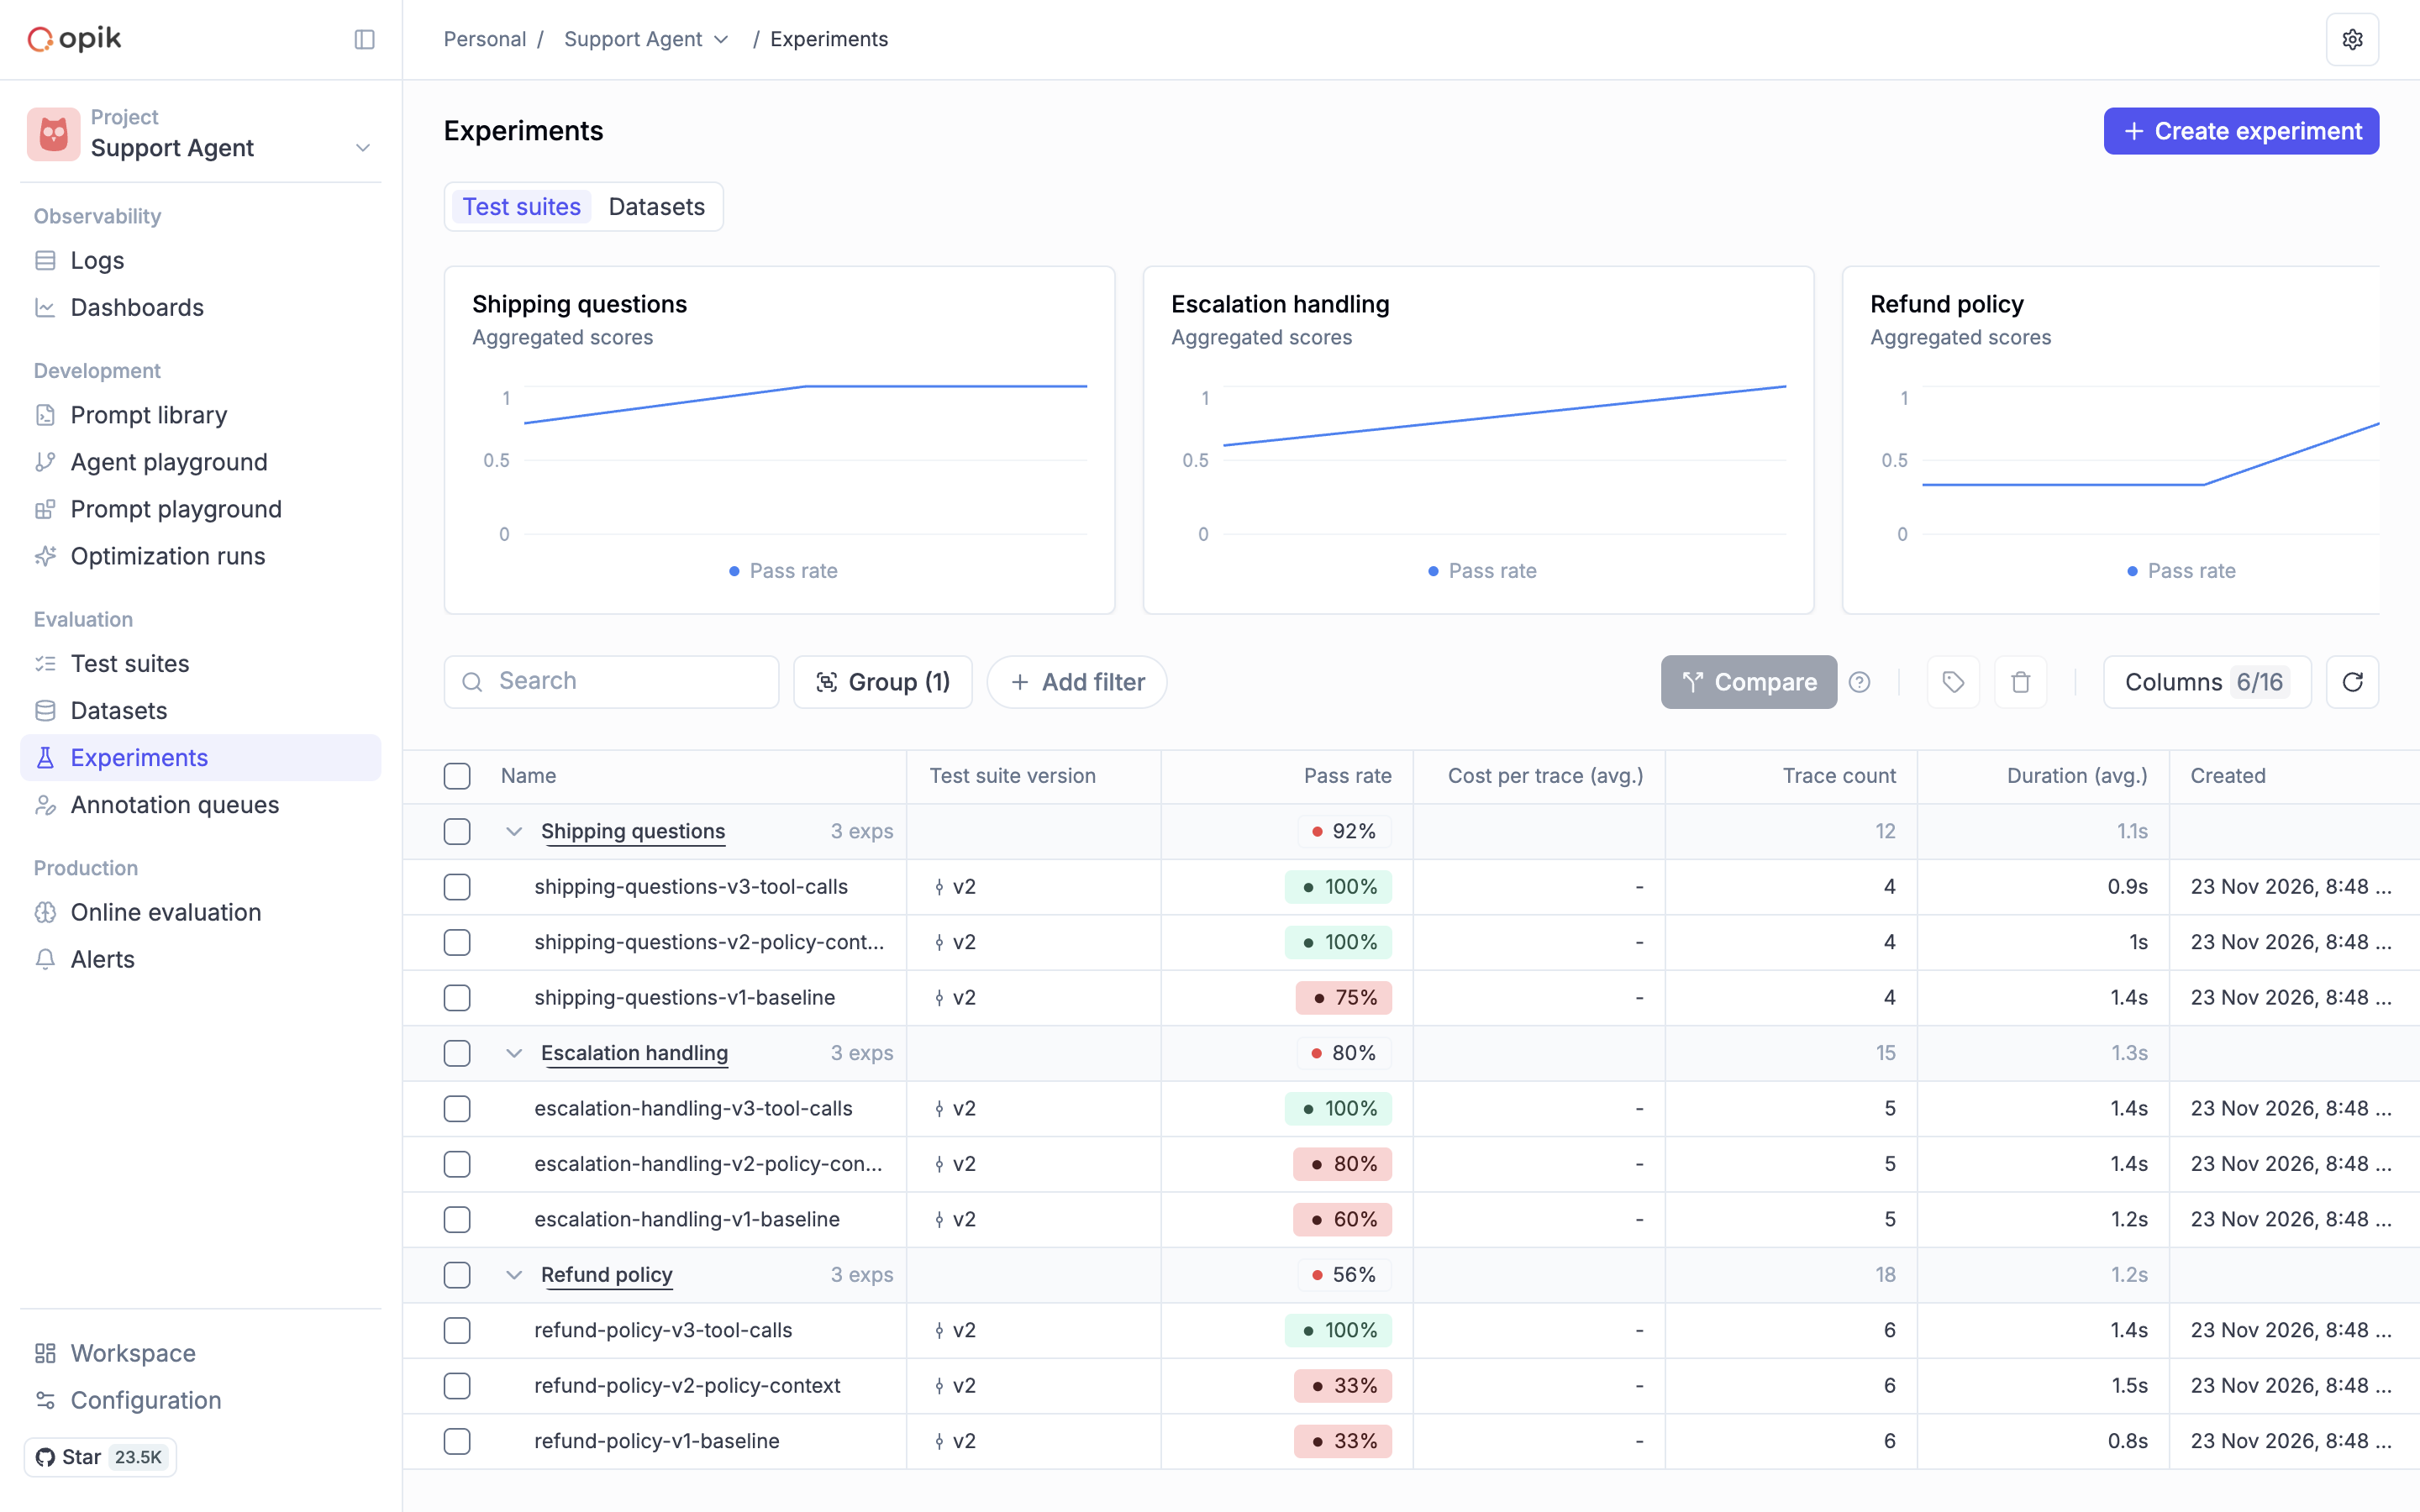 opik
Personal / Support Agent / Experiments
Project
Support Agent
Observability
Logs
Dashboards
Development
Prompt library
Agent playground
Prompt playground
Optimization runs
Evaluation
Test suites
Datasets
Experiments
Annotation queues
Production
Online evaluation
Alerts
Workspace
Configuration
Star 23.5K
Experiments
+ Create experiment
Test suites Datasets
Shipping questions
Aggregated scores
1
0.5
0
Pass rate
Escalation handling
Aggregated scores
1
0.5
0
Pass rate
Refund policy
Aggregated scores
1
0.5
0
Pass rate
Search Group (1) + Add filter Compare Columns 6/16
Name Test suite version Pass rate Cost per trace (avg.) Trace count Duration (avg.) Created
Shipping questions 3 exps 92% 12 1.1s
shipping-questions-v3-tool-calls v2 100% - 4 0.9s 23 Nov 2026, 8:48 ...
shipping-questions-v2-policy-cont... v2 100% - 4 1s 23 Nov 2026, 8:48 ...
shipping-questions-v1-baseline v2 75% - 4 1.4s 23 Nov 2026, 8:48 ...
Escalation handling 3 exps 80% 15 1.3s
escalation-handling-v3-tool-calls v2 100% - 5 1.4s 23 Nov 2026, 8:48 ...
escalation-handling-v2-policy-con... v2 80% - 5 1.4s 23 Nov 2026, 8:48 ...
escalation-handling-v1-baseline v2 60% - 5 1.2s 23 Nov 2026, 8:48 ...
Refund policy 3 exps 56% 18 1.2s
refund-policy-v3-tool-calls v2 100% - 6 1.4s 23 Nov 2026, 8:48 ...
refund-policy-v2-policy-context v2 33% - 6 1.5s 23 Nov 2026, 8:48 ...
refund-policy-v1-baseline v2 33% - 6 0.8s 23 Nov 2026, 8:48 ...